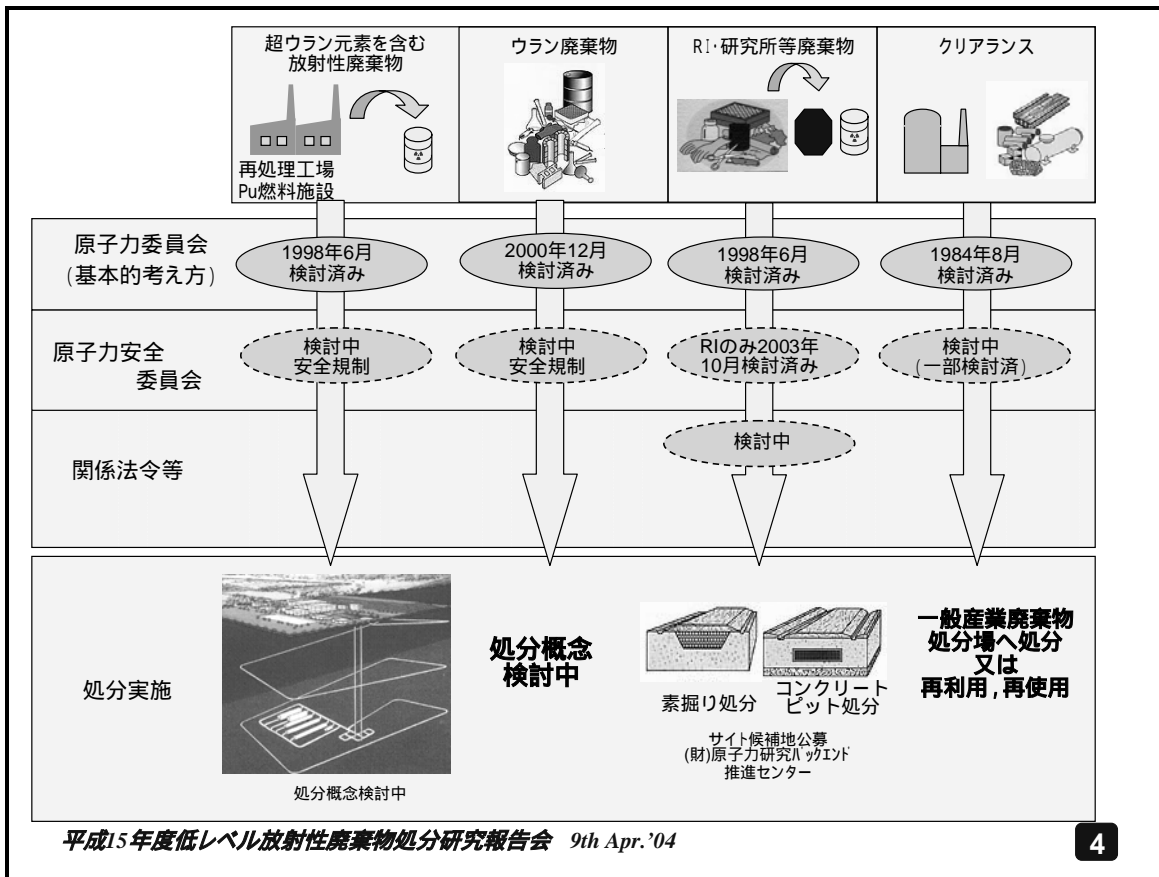 超ウラン元素を含む
放射性廃棄物
再処理工場
Pu燃料施設
ウラン廃棄物
RI･研究所等廃棄物
クリアランス
原子力委員会
(基本的考え方)
1998年6月
検討済み
2000年12月
検討済み
1998年6月
検討済み
1984年8月
検討済み
原子力安全
委員会
検討中
安全規制
検討中
安全規制
RIのみ2003年
10月検討済み
検討中
(一部検討済)
関係法令等
検討中
処分実施
処分概念検討中
処分概念
検討中
素掘り処分
コンクリート
ピット処分
サイト候補地公募
(財)原子力研究ﾊﾞｯｸｴﾝﾄﾞ
推進センター
一般産業廃棄物
処分場へ処分
又は
再利用,再使用
平成15年度低レベル放射性廃棄物処分研究報告会 9th Apr.'04
4